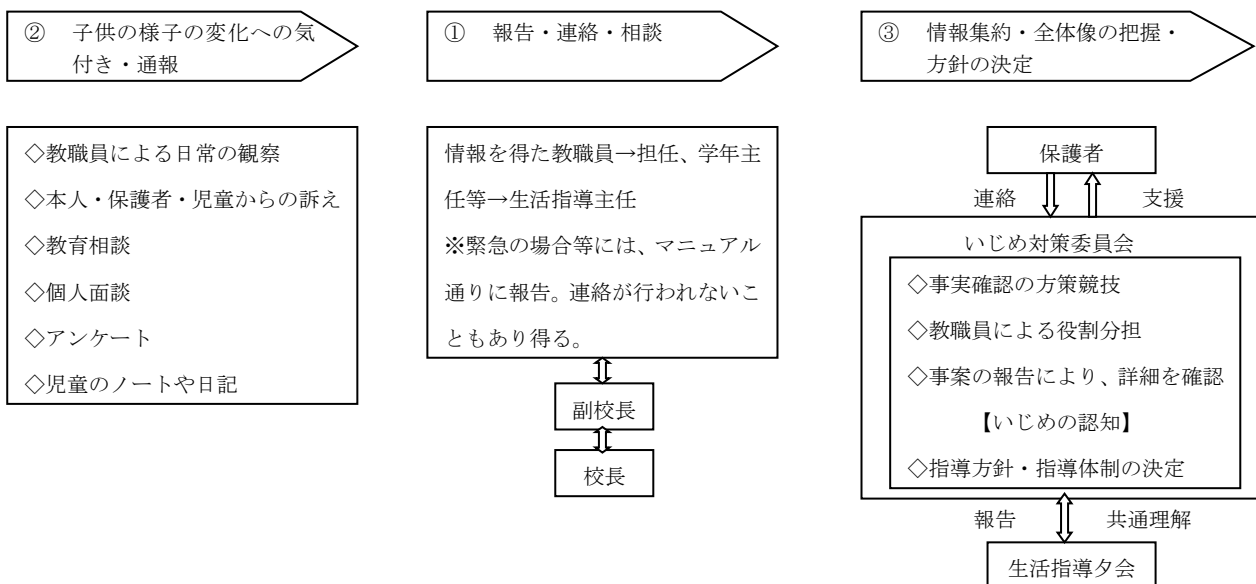 ② 子供の様子の変化への気
付き・通報
◇教職員による日常の観察
◇本人・保護者・児童からの訴え
◇教育相談
◇個人面談
◇アンケート
◇児童のノートや日記
① 報告・連絡・相談
情報を得た教職員→担任、学年主
任等→生活指導主任
※緊急の場合等には、マニュアル
通りに報告。連絡が行われないこ
ともあり得る。
副校長
校長
③ 情報集約・全体像の把握・
方針の決定
保護者
連絡 支援
いじめ対策委員会
◇事実確認の方策競技
◇教職員による役割分担
◇事案の報告により、詳細を確認
【いじめの認知】
◇指導方針・指導体制の決定
報告 共通理解
生活指導夕会